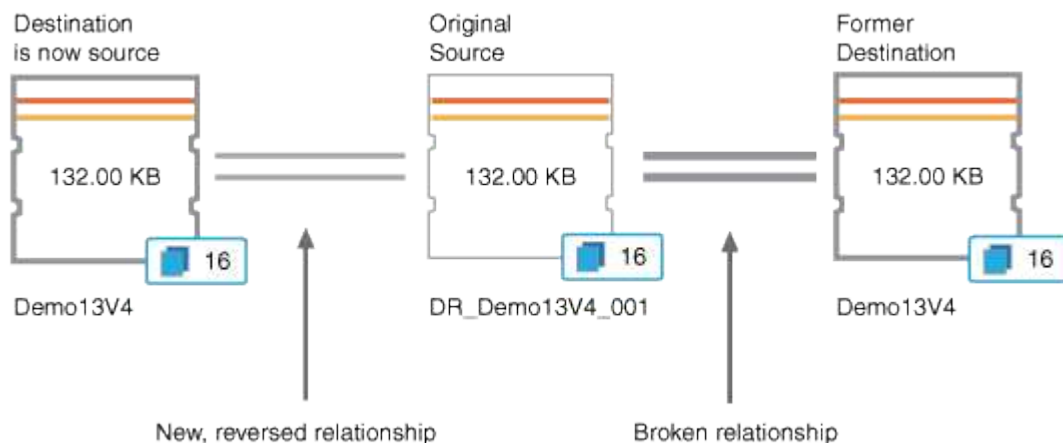 Destination
is now source
Original
Source
Former
Destination
132.00 KB
132.00 KB
132.00 KB
16
16
16
Demo13V4
DR_Demo13V4_001
Demo13V4
New, reversed relationship
Broken relationship